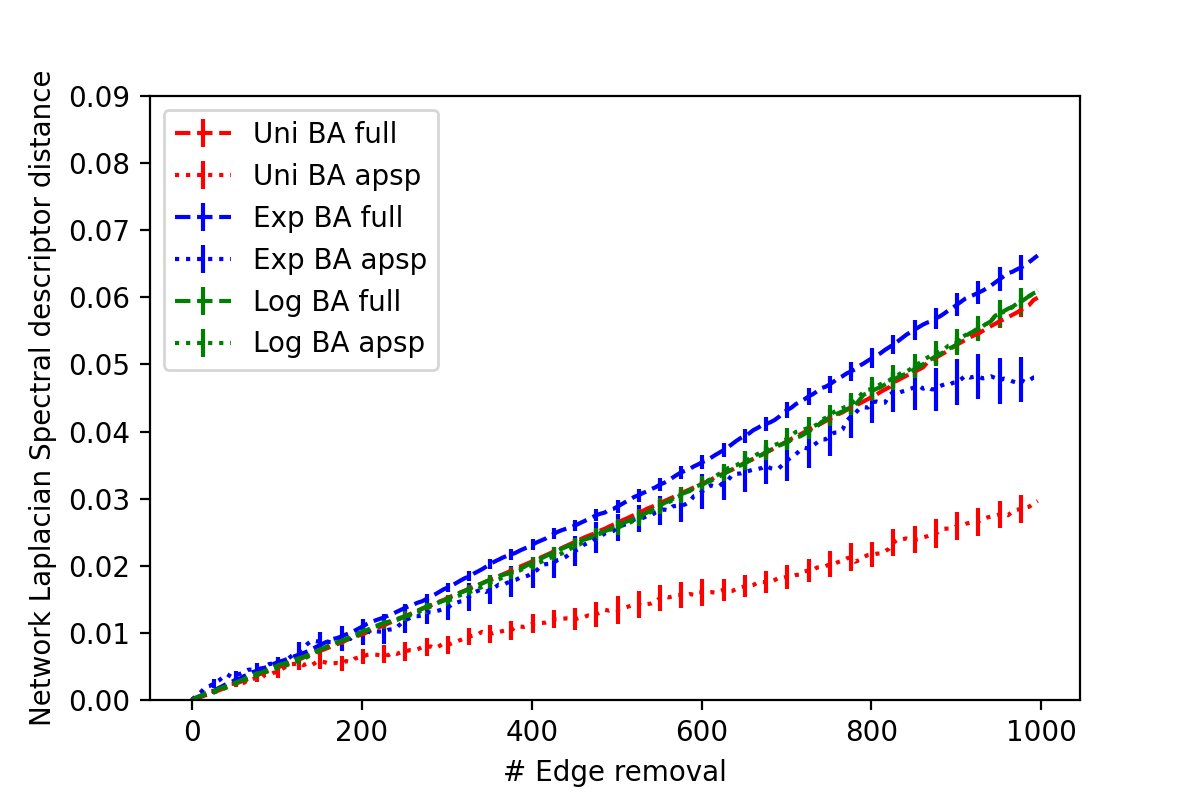 Network Laplacian Spectral descriptor distance
0.09
0.08
0.07
0.06
0.05
0.04
0.03
0.02
0.01
0.00
Uni BA full
Uni BA apsp
Exp BA full
Exp BA apsp
Log BA full
Log BA apsp
0 200 400 600 800 1000
# Edge removal